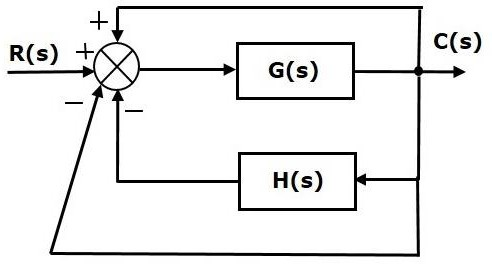 +
R(s) +
C(s)
G(s)
−
−
H(s)